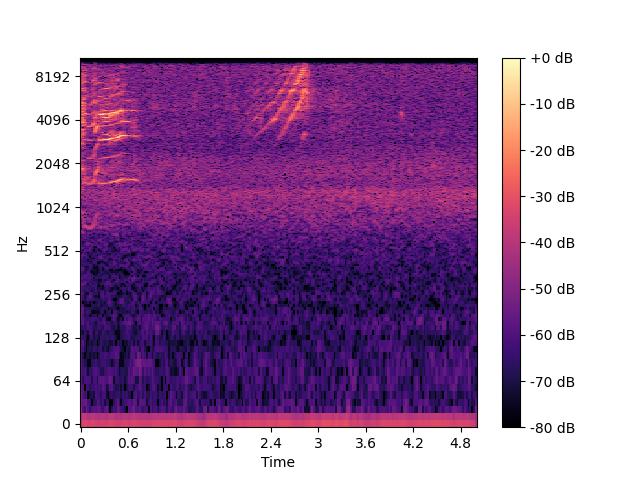 8192
4096
2048
1024
512
256
128
64
0
Hz
0 0.6 1.2 1.8 2.4 3 3.6 4.2 4.8
Time
+0 dB
-10 dB
-20 dB
-30 dB
-40 dB
-50 dB
-60 dB
-70 dB
-80 dB